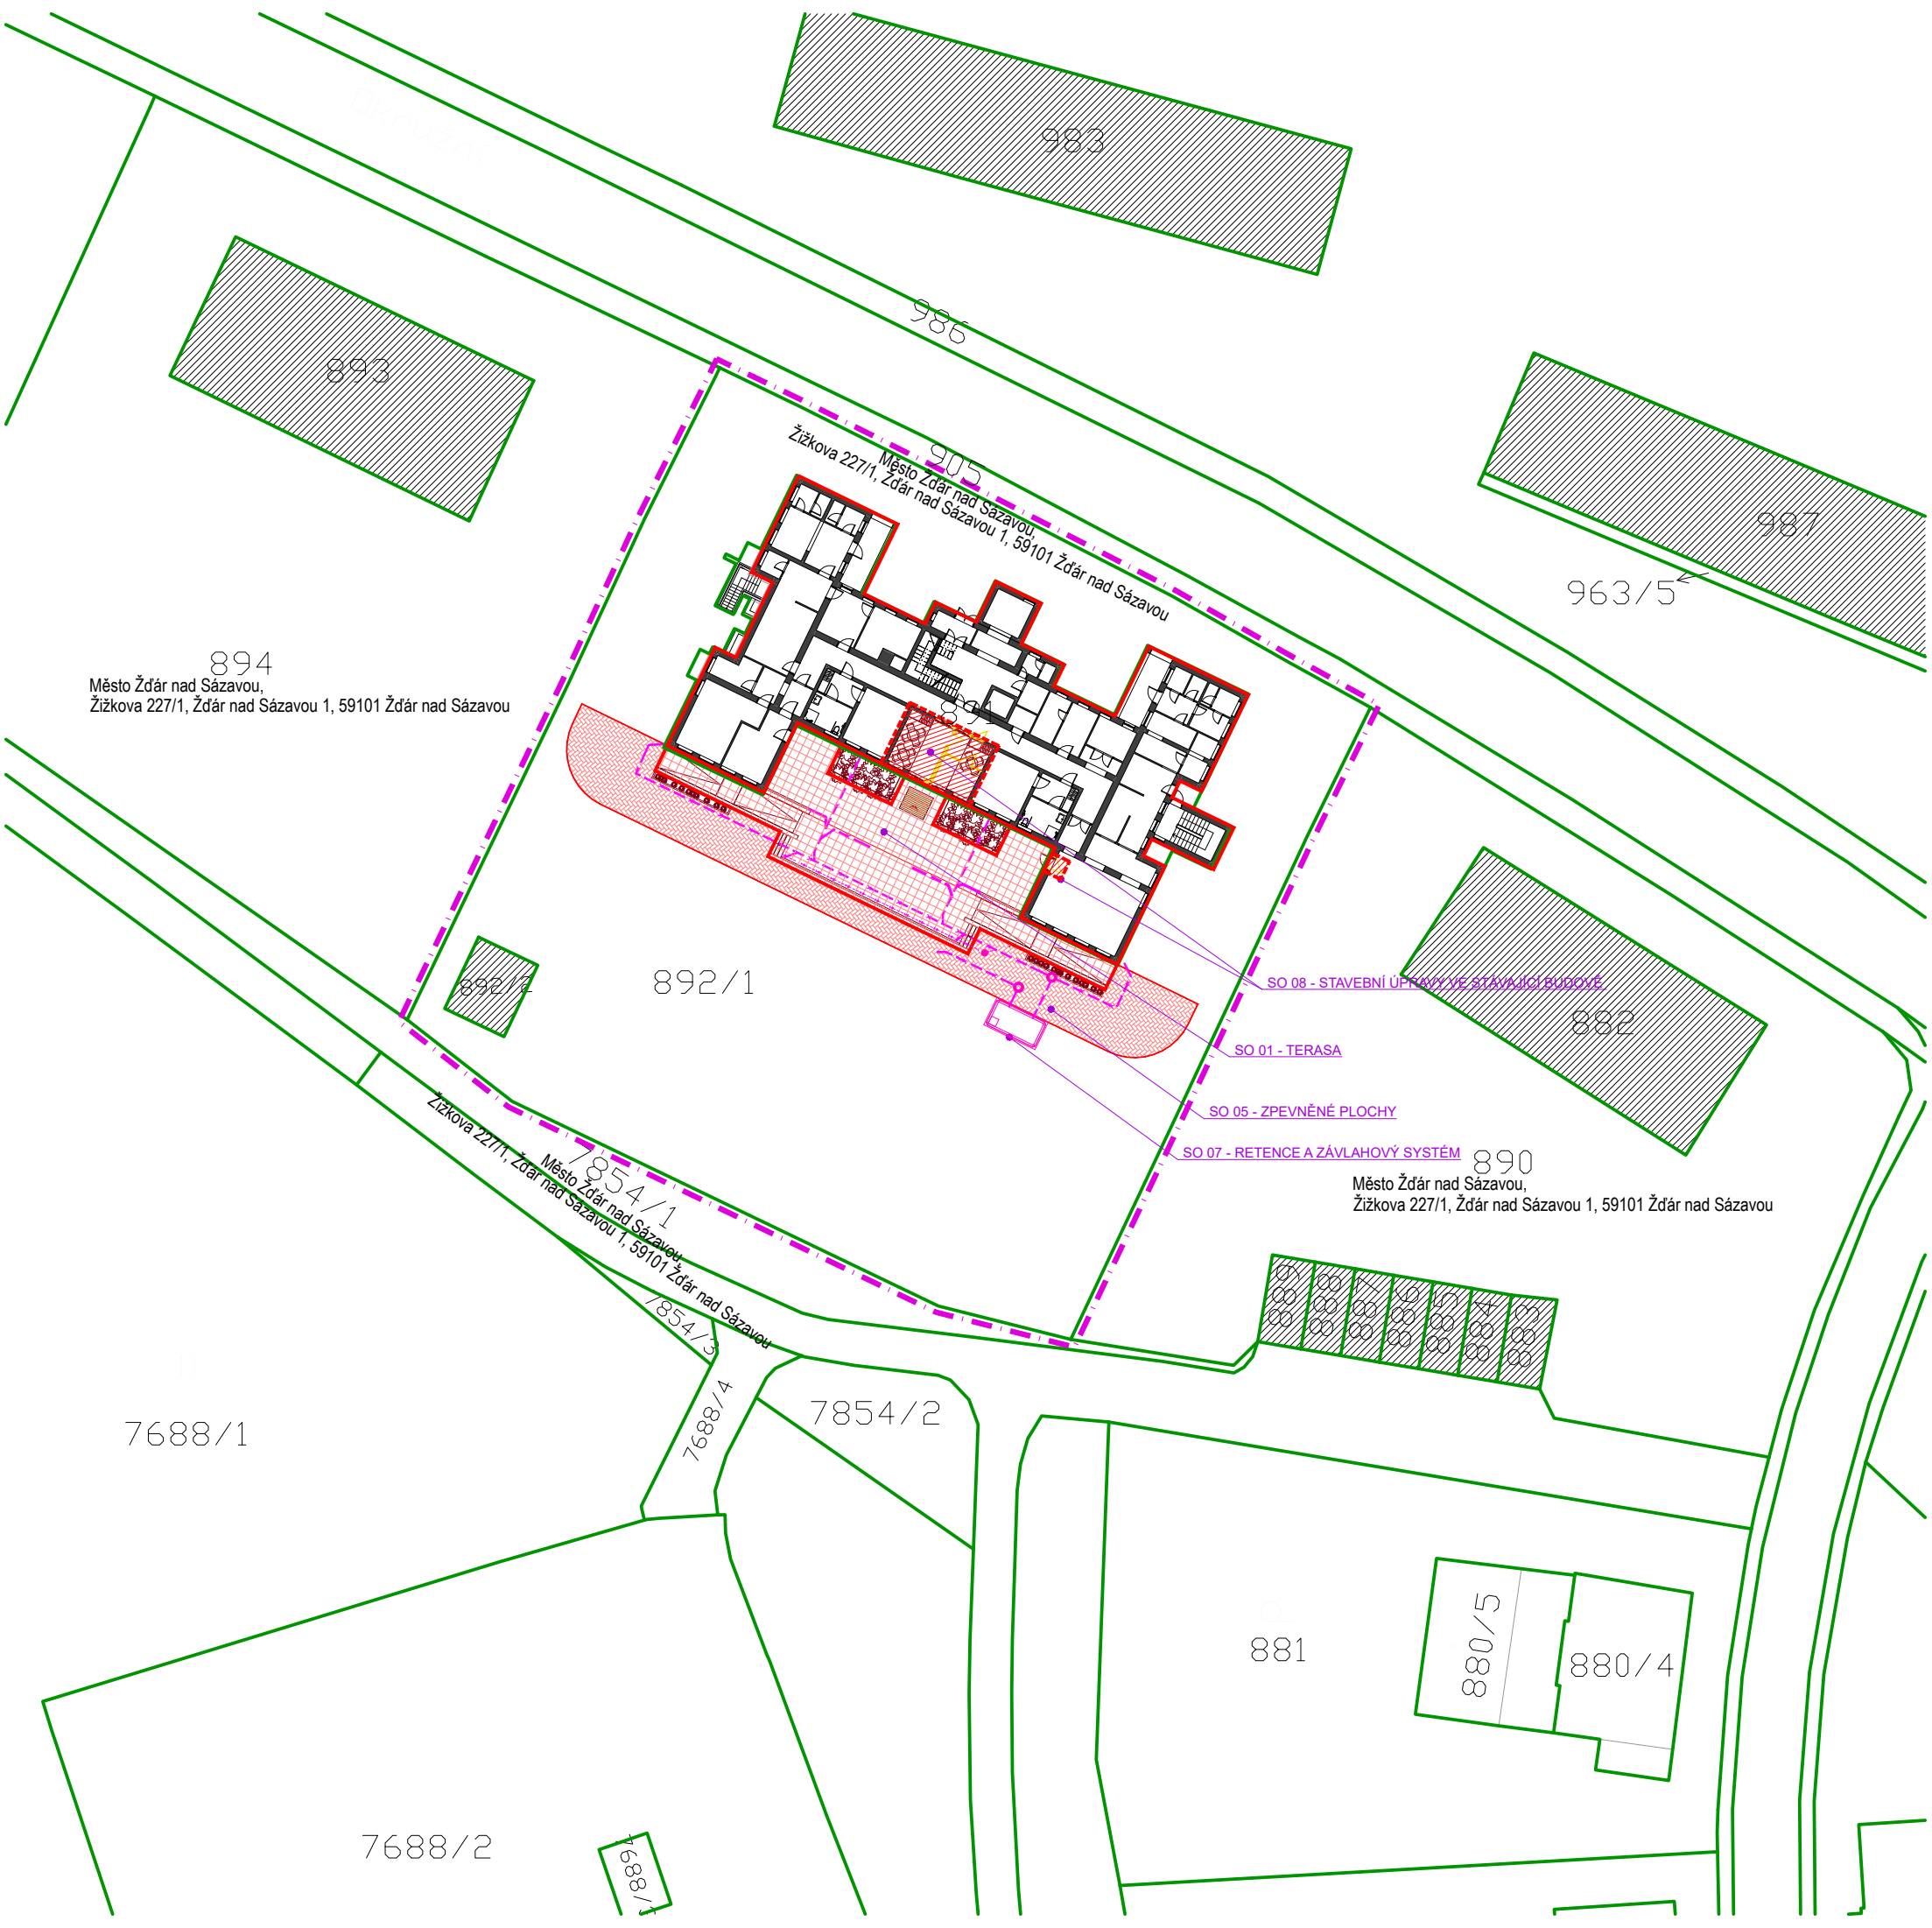 983
986
893
905
Město Žďár nad Sázavou,
Žižkova 227/1, Žďár nad Sázavou 1, 59101 Žďár nad Sázavou
987
963/5
894
Město Žďár nad Sázavou,
Žižkova 227/1, Žďár nad Sázavou 1, 59101 Žďár nad Sázavou
891
892/2
892/1
SO 08 - STAVEBNÍ ÚPRAVY VE STÁVAJÍCÍ BUDOVĚ
882
SO 01 - TERASA
SO 05 - ZPEVNĚNÉ PLOCHY
SO 07 - RETENCE A ZÁVLAHOVÝ SYSTÉM
890
Město Žďár nad Sázavou,
Žižkova 227/1, Žďár nad Sázavou 1, 59101 Žďár nad Sázavou
7854/1
Město Žďár nad Sázavou,
Žižkova 227/1, Žďár nad Sázavou 1, 59101 Žďár nad Sázavou
7854/3
889
888
887
886
885
884
883
7688/1
7688/4
7854/2
881
880/5
880/4
7688/2